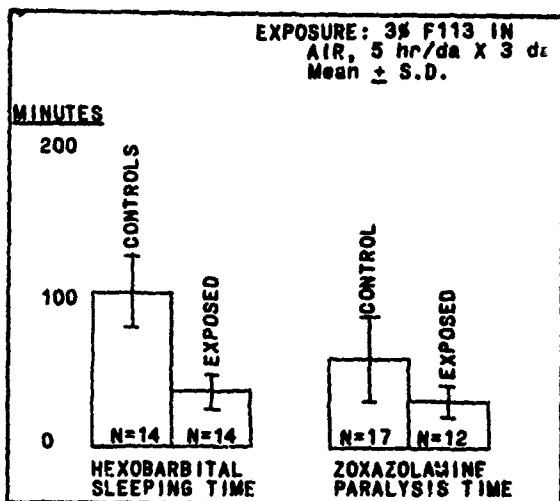 EXPOSURE: 3% F113 IN
AIR, 5 hr/da X 3 da
Mean ± S.D.
MINUTES
200
100
0
CONTROLS
EXPOSED
CONTROL
EXPOSED
N=14
N=14
N=17
N=12
HEXOBARBITAL
SLEEPING TIME
ZOXAZOLAMINE
PARALYSIS TIME